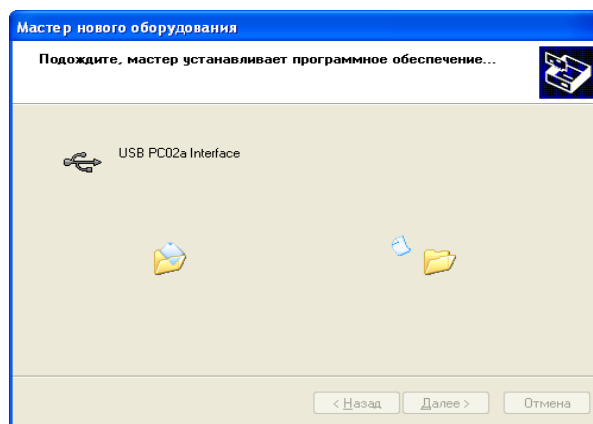 Мастер нового оборудования
Подождите, мастер устанавливает программное обеспечение...
USB PC02a Interface
< Назад
Далее >
Отмена